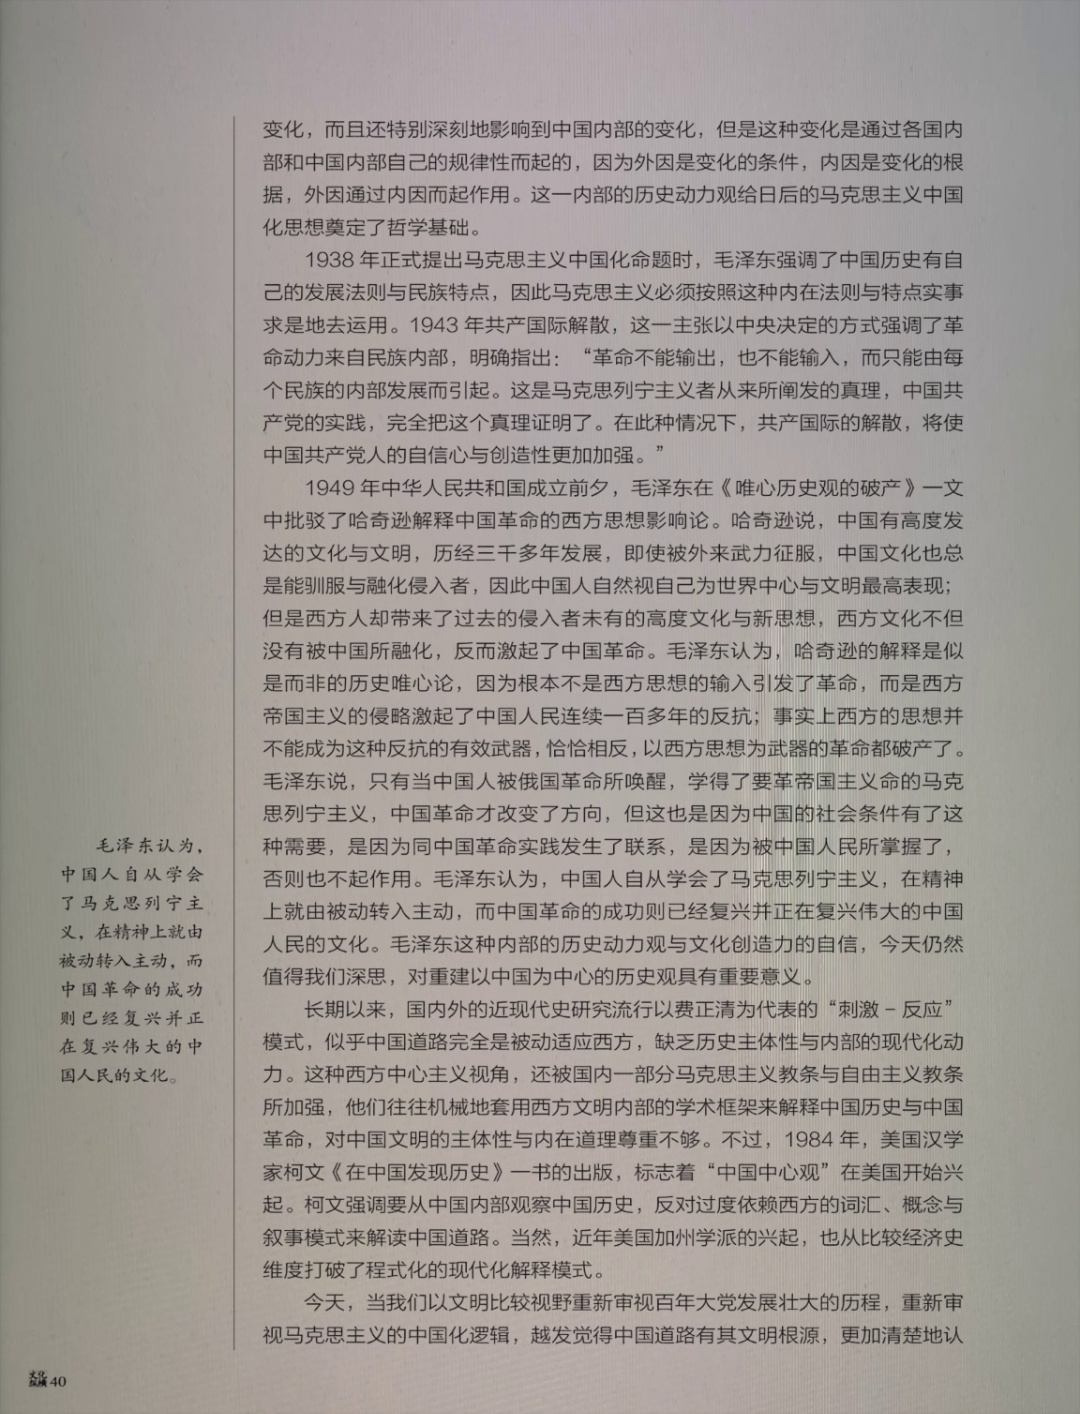 变化，而且还特别深刻地影响到中国内部的变化，但是这种变化是通过各国内
部和中国内部自己的规律性而起的，因为外因是变化的条件，内因是变化的根
据，外因通过内因而起作用。这一内部的历史动力观给日后的马克思主义中国
化思想奠定了哲学基础。
1938 年正式提出马克思主义中国化命题时，毛泽东强调了中国历史有自
己的发展法则与民族特点，因此马克思主义必须按照这种内在法则与特点实事
求是地去运用。1943 年共产国际解散，这一主张以中央决定的方式强调了革
命动力来自民族内部，明确指出：“革命不能输出，也不能输入，而只能由每
个民族的内部发展而引起。这是马克思列宁主义者从来所阐发的真理，中国共
产党的实践，完全把这个真理证明了。在此种情况下，共产国际的解散，将使
中国共产党人的自信心与创造性更加加强。”
1949 年中华人民共和国成立前夕，毛泽东在《唯心历史观的破产》一文
中批驳了哈奇逊解释中国革命的西方思想影响论。哈奇逊说，中国有高度发
达的文化与文明，历经三千多年发展，即使被外来武力征服，中国文化也总
是能驯服与融化侵入者，因此中国人自然视自己为世界中心与文明最高表现；
但是西方人却带来了过去的侵入者未有的高度文化与新思想，西方文化不但
没有被中国所融化，反而激起了中国革命。毛泽东认为，哈奇逊的解释是似
是而非的历史唯心论，因为根本不是西方思想的输入引发了革命，而是西方
帝国主义的侵略激起了中国人民连续一百多年的反抗；事实上西方的思想并
不能成为这种反抗的有效武器，恰恰相反，以西方思想为武器的革命都破产了。
毛泽东说，只有当中国人被俄国革命所唤醒，学得了要革帝国主义命的马克
思列宁主义，中国革命才改变了方向，但这也是因为中国的社会条件有了这
种需要，是因为同中国革命实践发生了联系，是因为被中国人民所掌握了，
否则也不起作用。毛泽东认为，中国人自从学会了马克思列宁主义，在精神
上就由被动转入主动，而中国革命的成功则已经复兴并正在复兴伟大的中国
人民的文化。毛泽东这种内部的历史动力观与文化创造力的自信，今天仍然
值得我们深思，对重建以中国为中心的历史观具有重要意义。
长期以来，国内外的近现代史研究流行以费正清为代表的“刺激 – 反应”
模式，似乎中国道路完全是被动适应西方，缺乏历史主体性与内部的现代化动
力。这种西方中心主义视角，还被国内一部分马克思主义教条与自由主义教条
所加强，他们往往机械地套用西方文明内部的学术框架来解释中国历史与中国
革命，对中国文明的主体性与内在道理尊重不够。不过，1984 年，美国汉学
家柯文《在中国发现历史》一书的出版，标志着“中国中心观”在美国开始兴
起。柯文强调要从中国内部观察中国历史，反对过度依赖西方的词汇、概念与
叙事模式来解读中国道路。当然，近年美国加州学派的兴起，也从比较经济史
维度打破了程式化的现代化解释模式。
今天，当我们以文明比较视野重新审视百年大党发展壮大的历程，重新审
视马克思主义的中国化逻辑，越发觉得中国道路有其文明根源，更加清楚地认
毛泽东认为，
中国人自从学会
了马克思列宁主
义，在精神上就由
被动转入主动，而
中国革命的成功
则已经复兴并正
在复兴伟大的中
国人民的文化。
文化
纵横 40